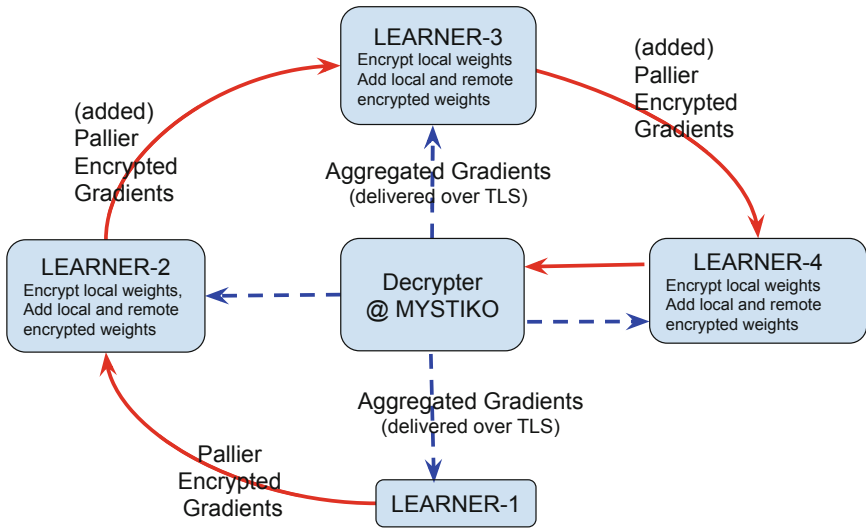 LEARNER-3
Encrypt local weights
Add local and remote
encrypted weights
(added)
Pallier
Encrypted
Gradients
(added)
Pallier
Encrypted
Gradients
Aggregated Gradients
(delivered over TLS)
LEARNER-2
Encrypt local weights,
Add local and remote
encrypted weights
Decrypter
@ MYSTIKO
LEARNER-4
Encrypt local weights
Add local and remote
encrypted weights
Aggregated Gradients
(delivered over TLS)
Pallier
Encrypted
Gradients
LEARNER-1